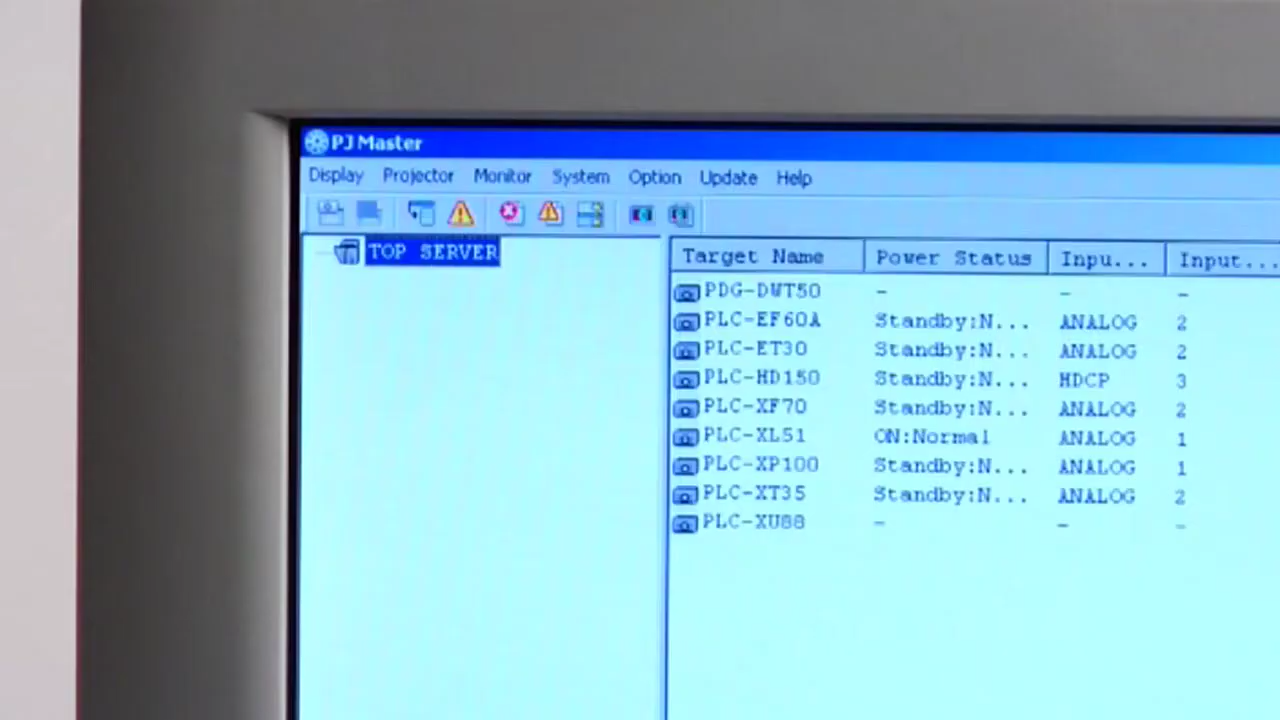 PJ Master
Display Projector Monitor System Option Update Help
TOP SERVER
Target Name Power Status Inpu... Input...
PDG-DWT50 - - -
PLC-EF60A Standby:N... ANALOG 2
PLC-ET30 Standby:N... ANALOG 2
PLC-HD150 Standby:N... HDCP 3
PLC-XF70 Standby:N... ANALOG 2
PLC-XL51 ON:Normal ANALOG 1
PLC-XP100 Standby:N... ANALOG 1
PLC-XT35 Standby:N... ANALOG 2
PLC-XU88 - - -